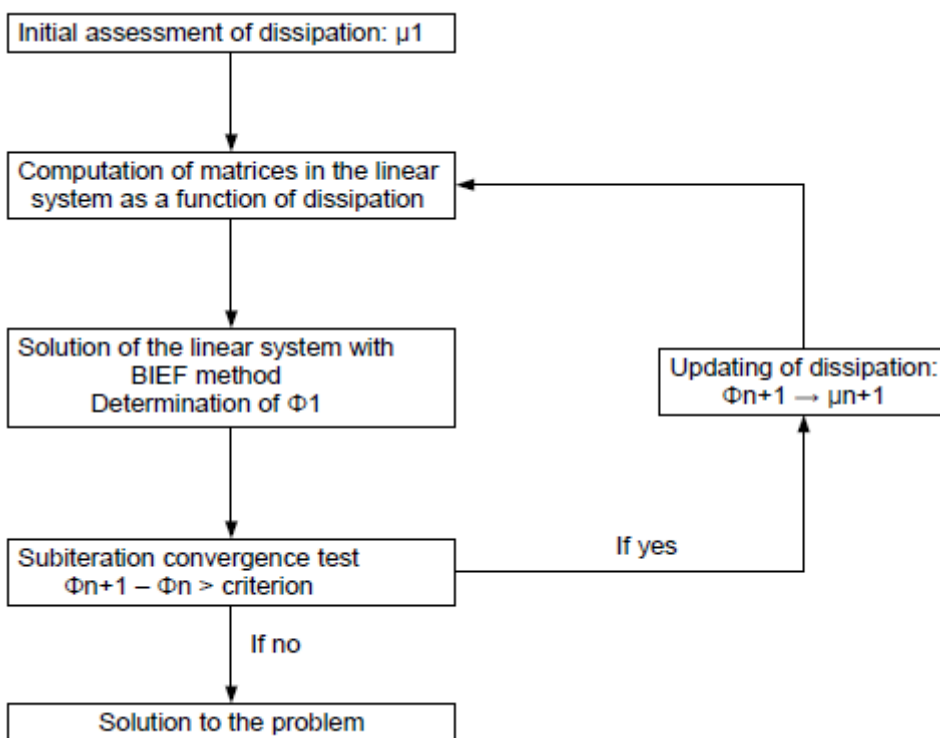 Initial assessment of dissipation: μ1
Computation of matrices in the linear
system as a function of dissipation
Solution of the linear system with
BIEF method
Determination of Φ1
Updating of dissipation:
Φn+1 → μn+1
Subiteration convergence test
Φn+1 – Φn > criterion
If yes
If no
Solution to the problem